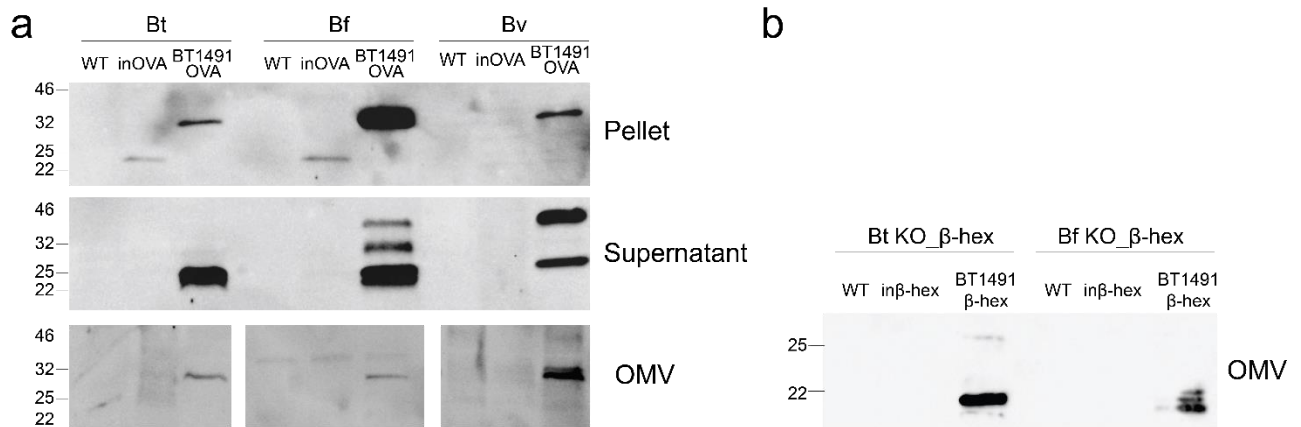 a
b
Bt Bf Bv
WT inOVA BT1491 OVA WT inOVA BT1491 OVA WT inOVA BT1491 OVA
46
32
25
22
Pellet
46
32
25
22
Supernatant
46
32
25
22
OMV
Bt KO_β-hex Bf KO_β-hex
WT inβ-hex BT1491 β-hex WT inβ-hex BT1491 β-hex
25
22
OMV